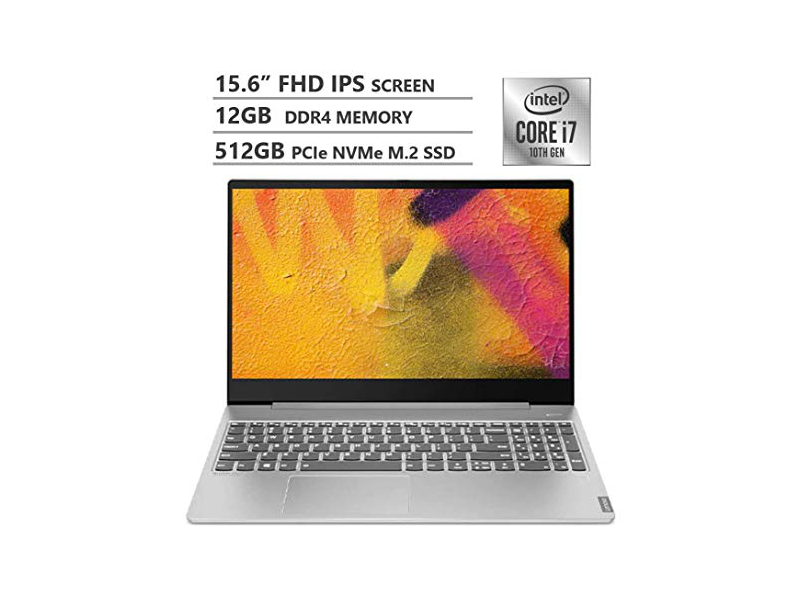 15.6” FHD IPS SCREEN
12GB DDR4 MEMORY
512GB PCIe NVMe M.2 SSD
intel
CORE i7
10TH GEN